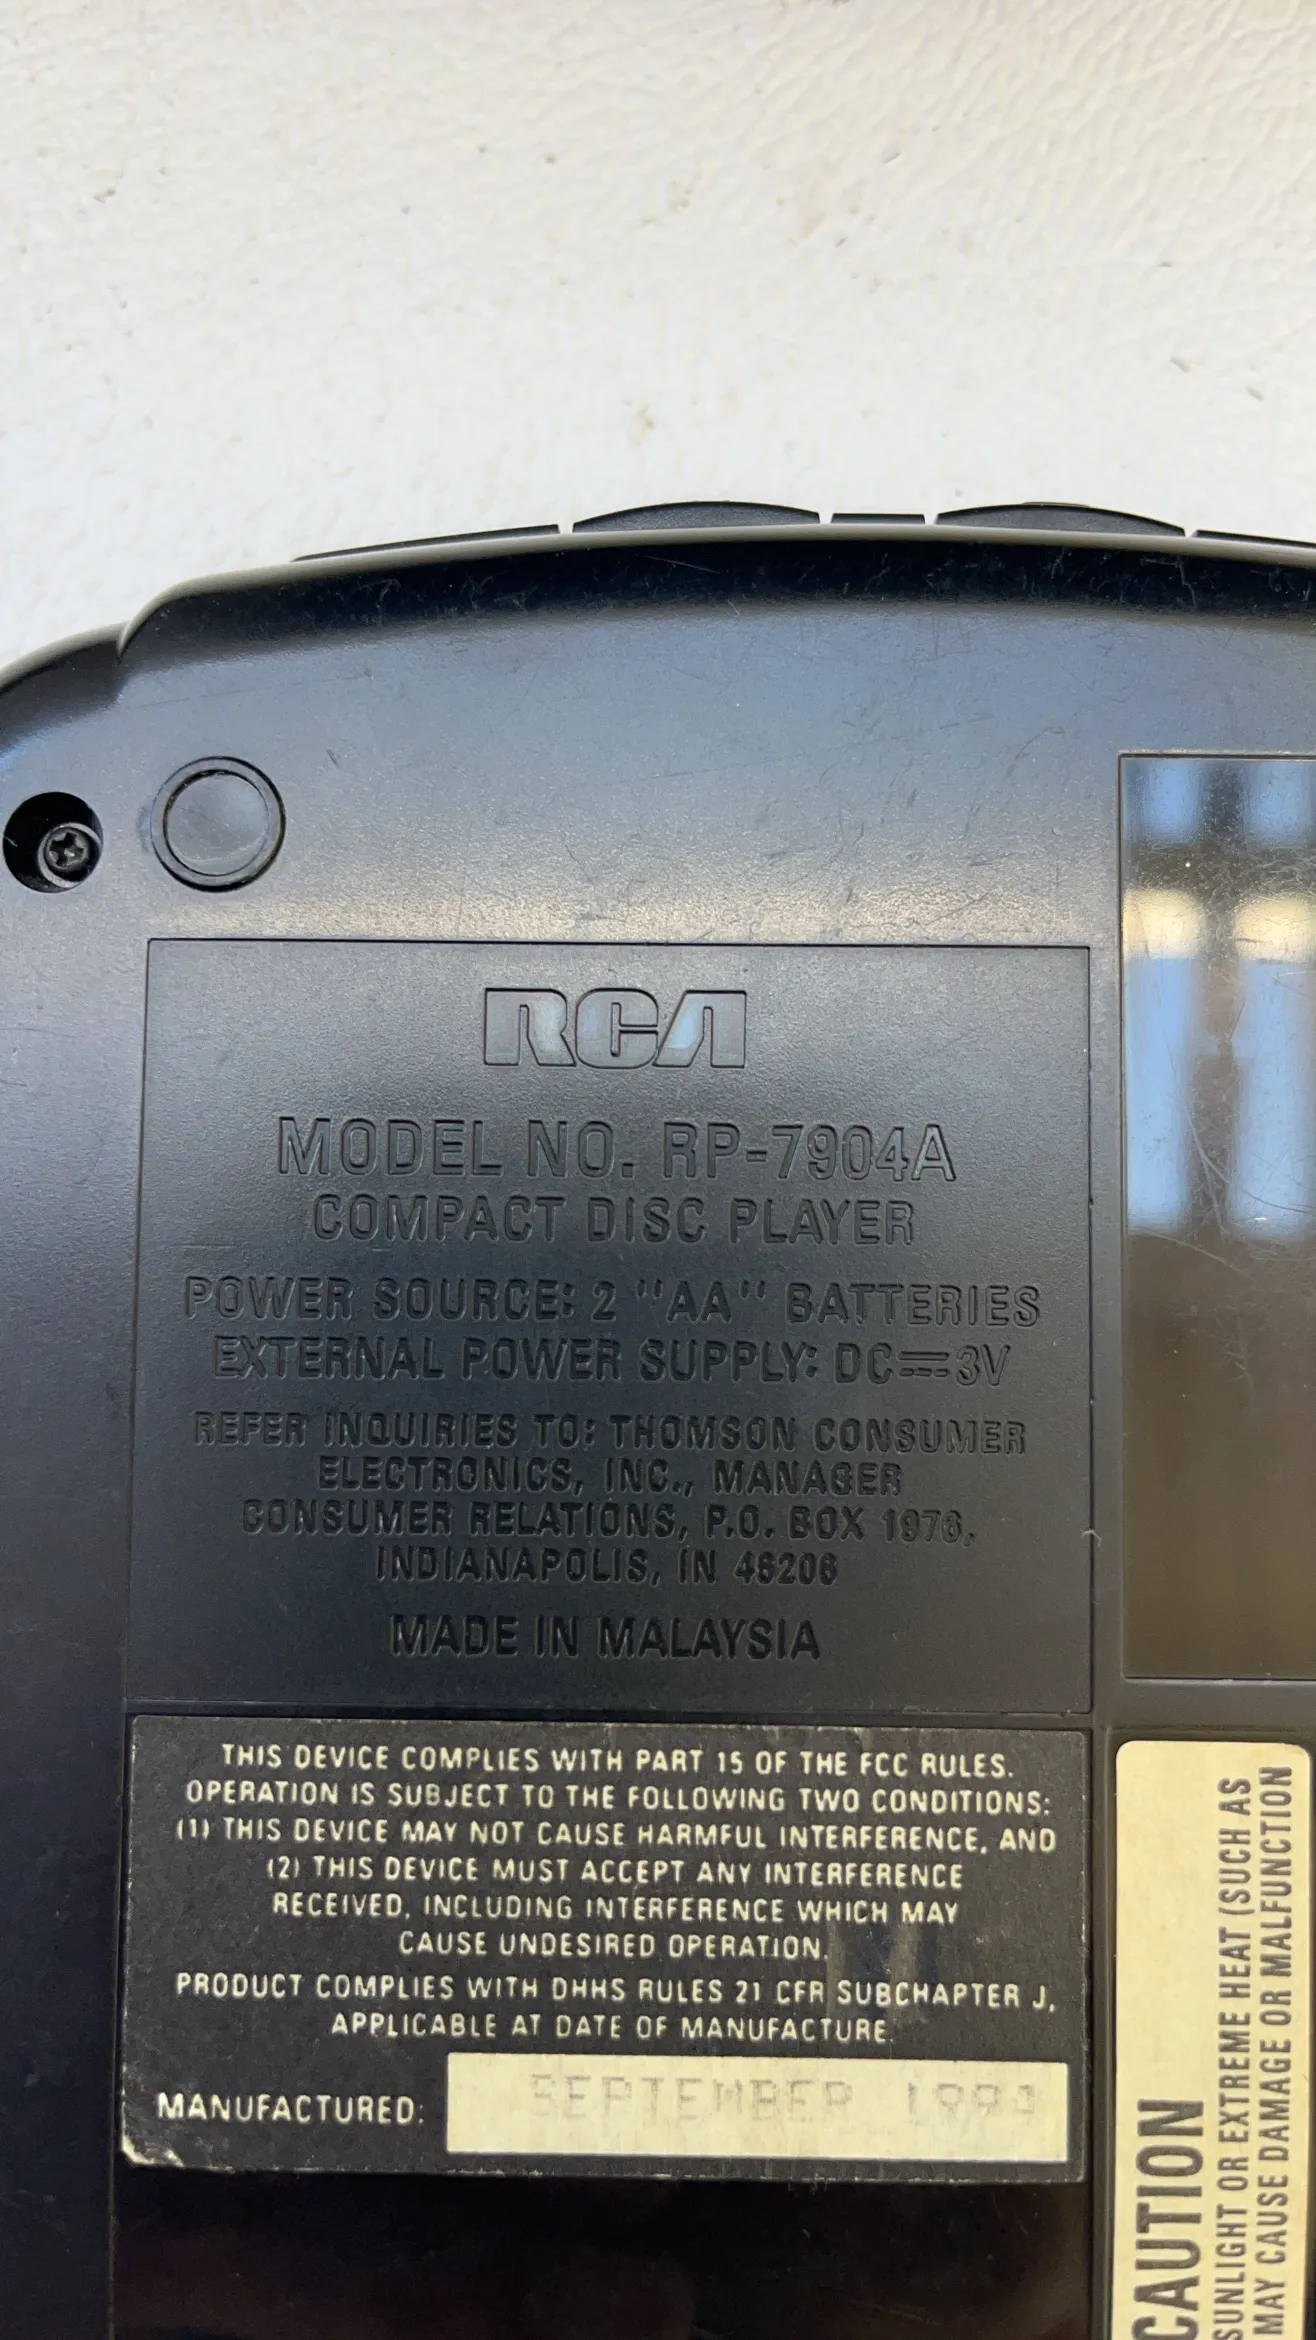 RCA
MODEL NO. RP-7904A
COMPACT DISC PLAYER
POWER SOURCE: 2 "AA" BATTERIES
EXTERNAL POWER SUPPLY: DC⎓3V
REFER INQUIRIES TO: THOMSON CONSUMER
ELECTRONICS, INC., MANAGER
CONSUMER RELATIONS, P.O. BOX 1976,
INDIANAPOLIS, IN 46206
MADE IN MALAYSIA
THIS DEVICE COMPLIES WITH PART 15 OF THE FCC RULES.
OPERATION IS SUBJECT TO THE FOLLOWING TWO CONDITIONS:
(1) THIS DEVICE MAY NOT CAUSE HARMFUL INTERFERENCE, AND
(2) THIS DEVICE MUST ACCEPT ANY INTERFERENCE
RECEIVED, INCLUDING INTERFERENCE WHICH MAY
CAUSE UNDESIRED OPERATION.
PRODUCT COMPLIES WITH DHHS RULES 21 CFR SUBCHAPTER J,
APPLICABLE AT DATE OF MANUFACTURE.
MANUFACTURED: SEPTEMBER 1994
CAUTION
SUNLIGHT OR EXTREME HEAT (SUCH AS
MAY CAUSE DAMAGE OR MALFUNCTION